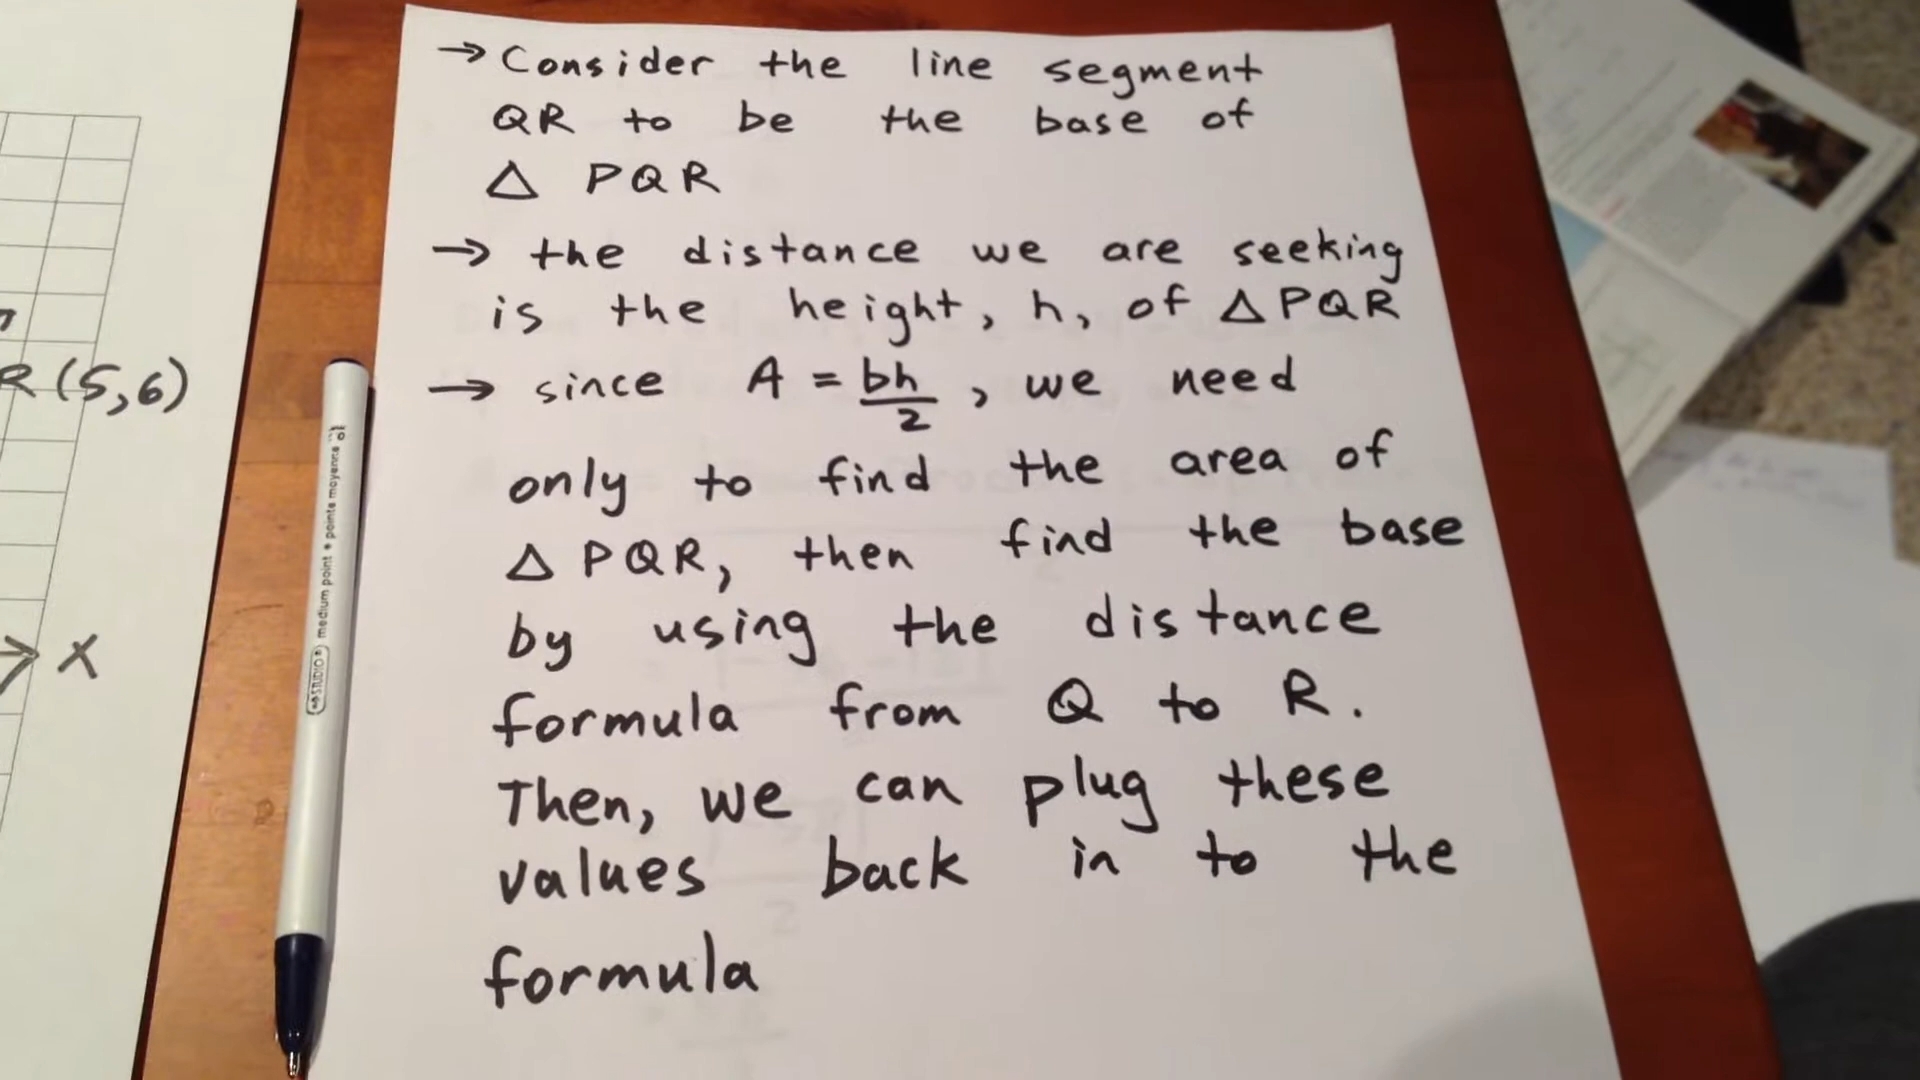 → Consider the line segment
QR to be the base of
△ PQR
→ the distance we are seeking
is the height, h, of △PQR
→ since A = bh/2, we need
only to find the area of
△ PQR, then find the base
by using the distance
formula from Q to R.
Then, we can plug these
values back in to the
formula
R(5,6)
x
STUDIO medium point • pointe moyenne